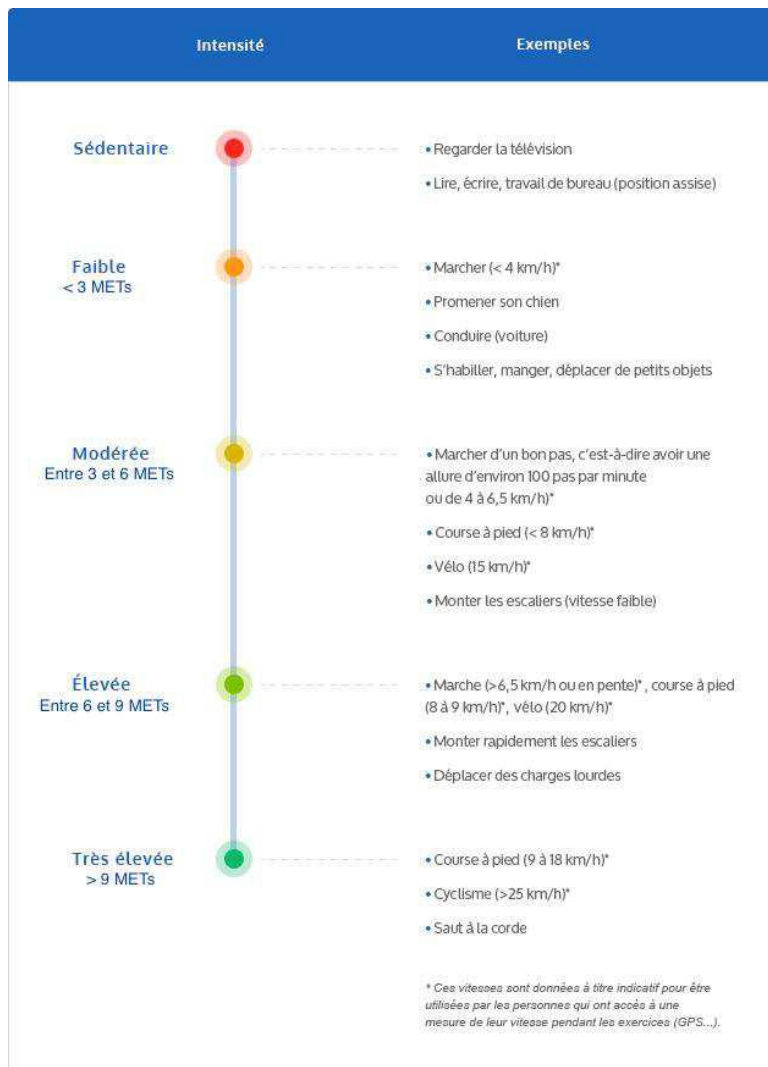 Intensité
Exemples
Sédentaire
• Regarder la télévision
• Lire, écrire, travail de bureau (position assise)
Faible
< 3 METs
• Marcher (< 4 km/h)*
• Promener son chien
• Conduire (voiture)
• S'habiller, manger, déplacer de petits objets
Modérée
Entre 3 et 6 METs
• Marcher d'un bon pas, c'est-à-dire avoir une
allure d'environ 100 pas par minute
ou de 4 à 6,5 km/h)*
• Course à pied (< 8 km/h)*
• Vélo (15 km/h)*
• Monter les escaliers (vitesse faible)
Élevée
Entre 6 et 9 METs
• Marche (>6,5 km/h ou en pente)* , course à pied
(8 à 9 km/h)*, vélo (20 km/h)*
• Monter rapidement les escaliers
• Déplacer des charges lourdes
Très élevée
> 9 METs
• Course à pied (9 à 18 km/h)*
• Cyclisme (>25 km/h)*
• Saut à la corde
* Ces vitesses sont données à titre indicatif pour être
utilisées par les personnes qui ont accès à une
mesure de leur vitesse pendant les exercices (GPS...).